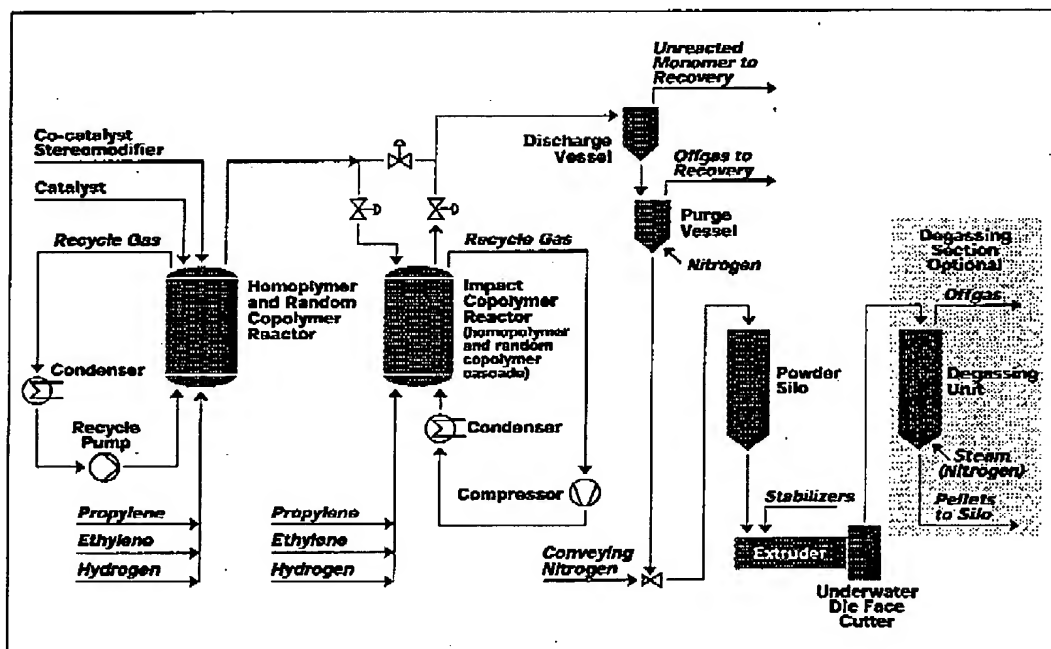 Unreacted
Monomer to
Recovery
Co-catalyst
Stereomodifier
Discharge
Vessel
Offgas to
Recovery
Catalyst
Purge
Vessel
Nitrogen
Recycle Gas
Recycle Gas
Degassing
Section
Optional
Homoplymer
and Random
Copolymer
Reactor
Impact
Copolymer
Reactor
(homopolymer
and random
copolymer
cascade)
Offgas
Condenser
Powder
Silo
Degassing
Unit
Recycle
Pump
Condenser
Steam
(Nitrogen)
Compressor
Stabilizers
Pellets
to Silo
Propylene
Ethylene
Hydrogen
Propylene
Ethylene
Hydrogen
Conveying
Nitrogen
Extruder
Underwater
Die Face
Cutter